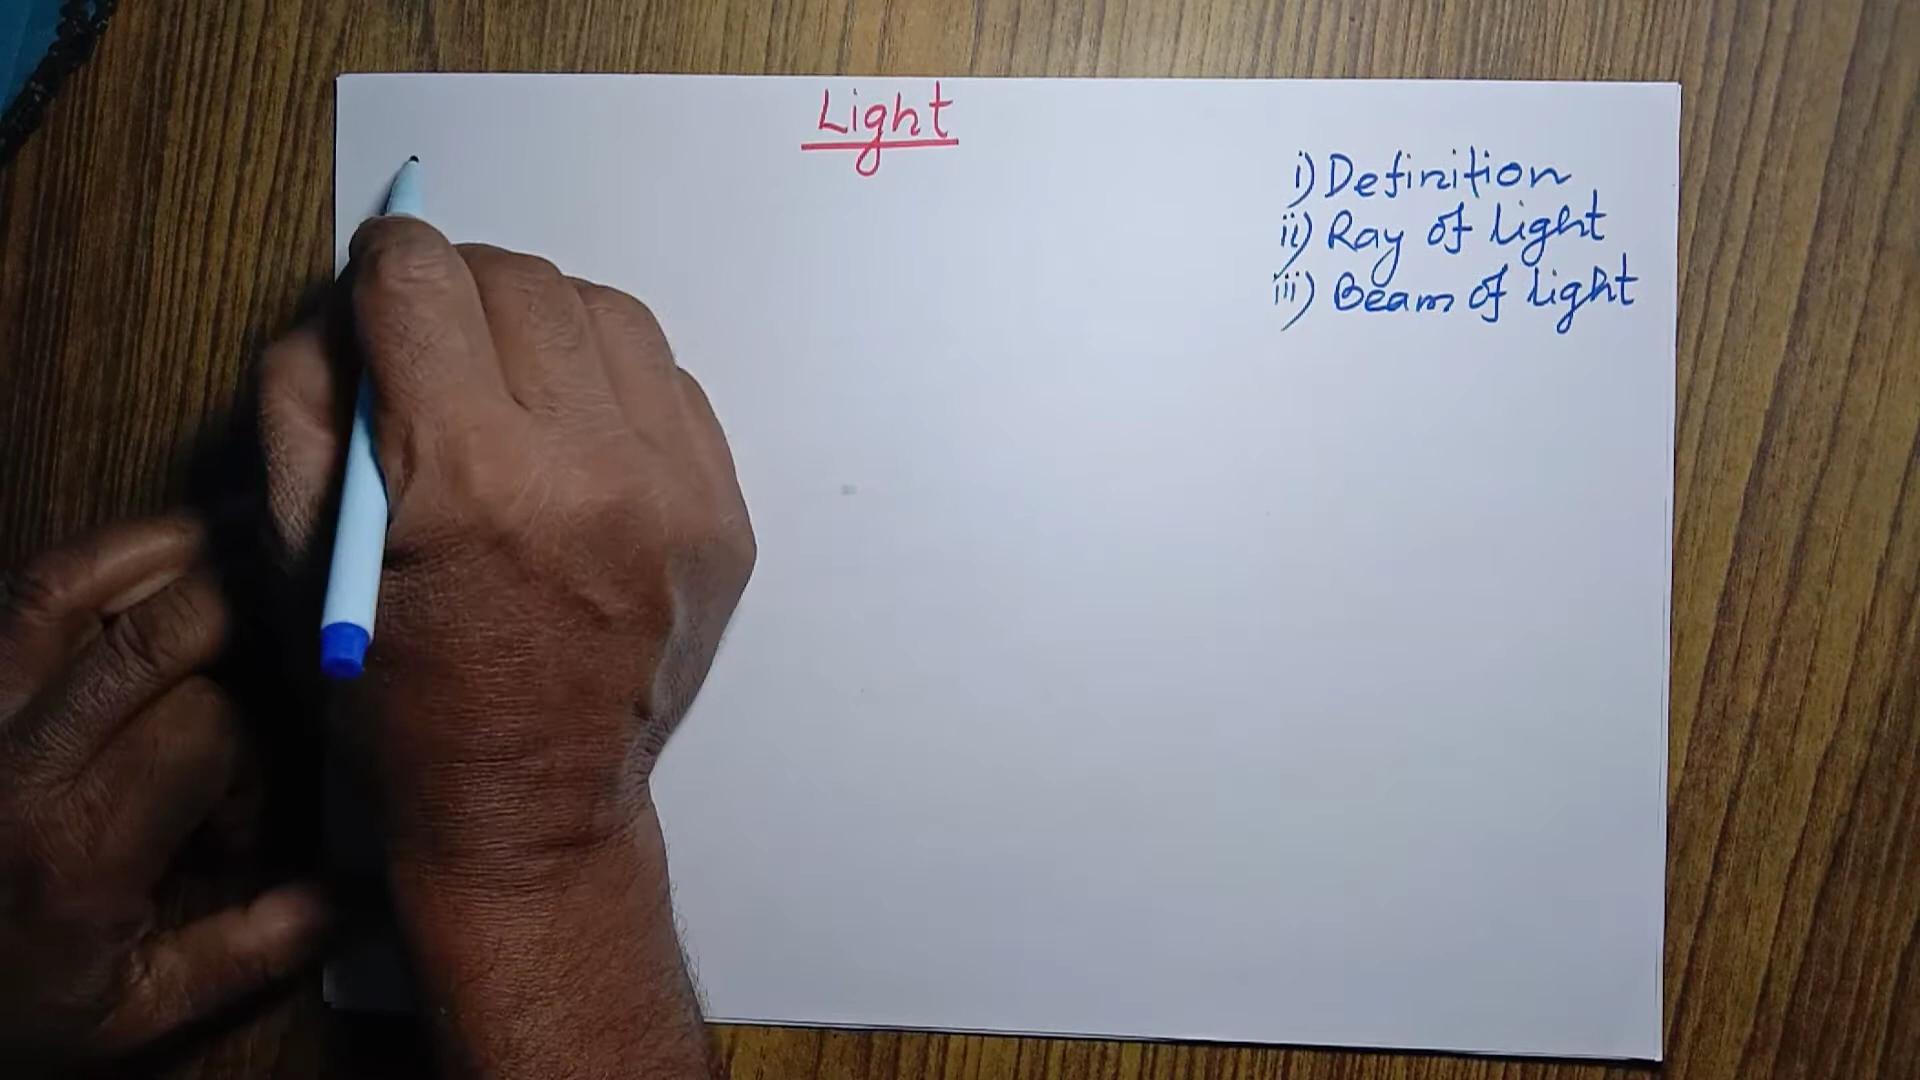 Light
i) Definition
ii) Ray of light
iii) Beam of light